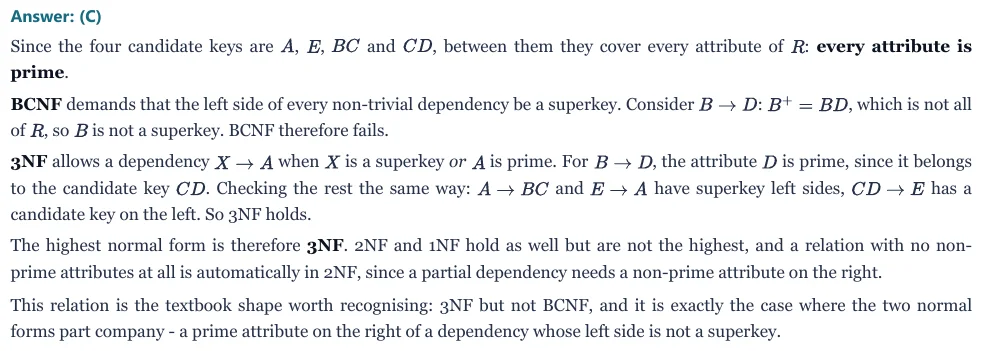 Answer: (C)
Since the four candidate keys are A, E, BC and CD, between them they cover every attribute of R: every attribute is
prime.
BCNF demands that the left side of every non-trivial dependency be a superkey. Consider B → D: B⁺ = BD, which is not all
of R, so B is not a superkey. BCNF therefore fails.
3NF allows a dependency X → A when X is a superkey or A is prime. For B → D, the attribute D is prime, since it belongs
to the candidate key CD. Checking the rest the same way: A → BC and E → A have superkey left sides, CD → E has a
candidate key on the left. So 3NF holds.
The highest normal form is therefore 3NF. 2NF and 1NF hold as well but are not the highest, and a relation with no non-
prime attributes at all is automatically in 2NF, since a partial dependency needs a non-prime attribute on the right.
This relation is the textbook shape worth recognising: 3NF but not BCNF, and it is exactly the case where the two normal
forms part company - a prime attribute on the right of a dependency whose left side is not a superkey.